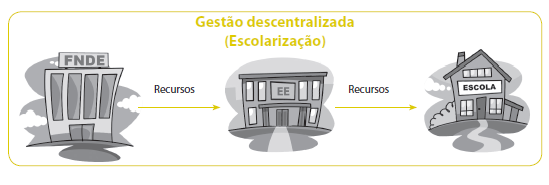 Gestão descentralizada
(Escolarização)
FNDE
Recursos
EE
Recursos
ESCOLA